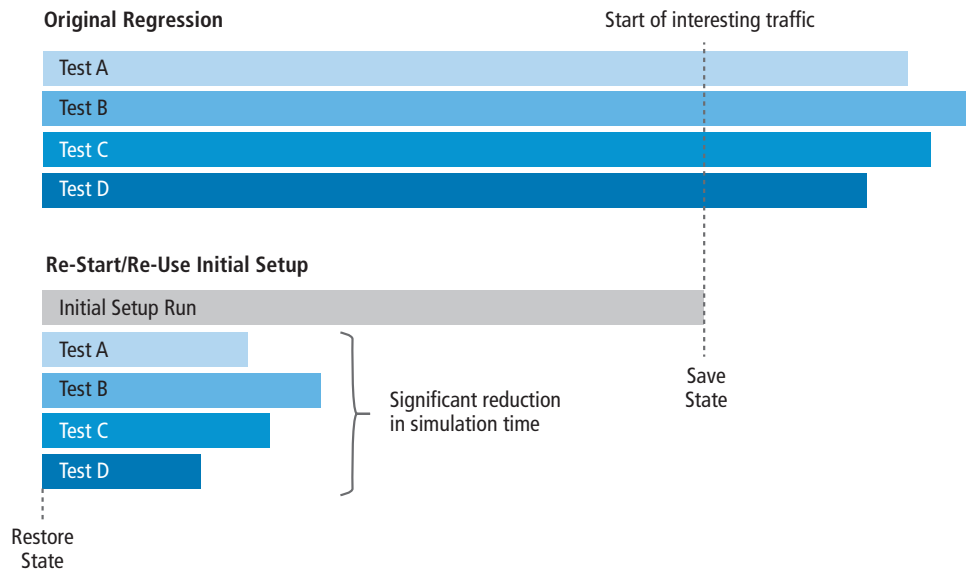 Original Regression
Start of interesting traffic
Test A
Test B
Test C
Test D
Re-Start/Re-Use Initial Setup
Initial Setup Run
Test A
Test B
Test C
Test D
Significant reduction
in simulation time
Save
State
Restore
State